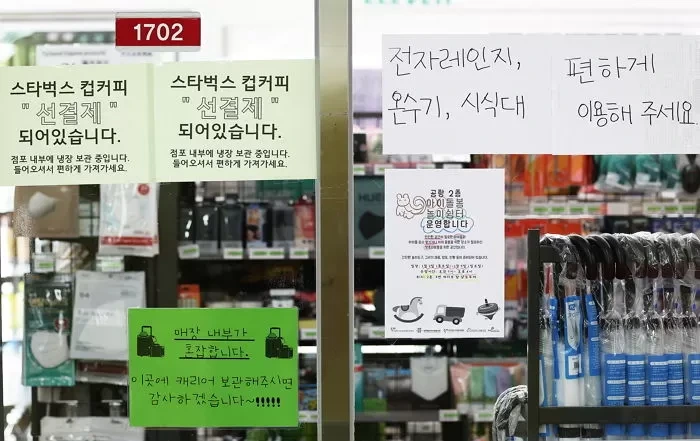 1702
스타벅스 컵커피
" 선결제 "
되어있습니다.
점포 내부에 냉장 보관 중입니다.
들어오셔서 편하게 가져가세요.
스타벅스 컵커피
" 선결제 "
되어있습니다.
점포 내부에 냉장 보관 중입니다.
들어오셔서 편하게 가져가세요.
매장 내부가
혼잡합니다.
이곳에 캐리어 보관해주시면
감사하겠습니다~!!!!!
전자레인지,
온수기, 시식대
편하게
이용해 주세요.
공항 2층
아이돌봄
놀이쉼터
운영합니다